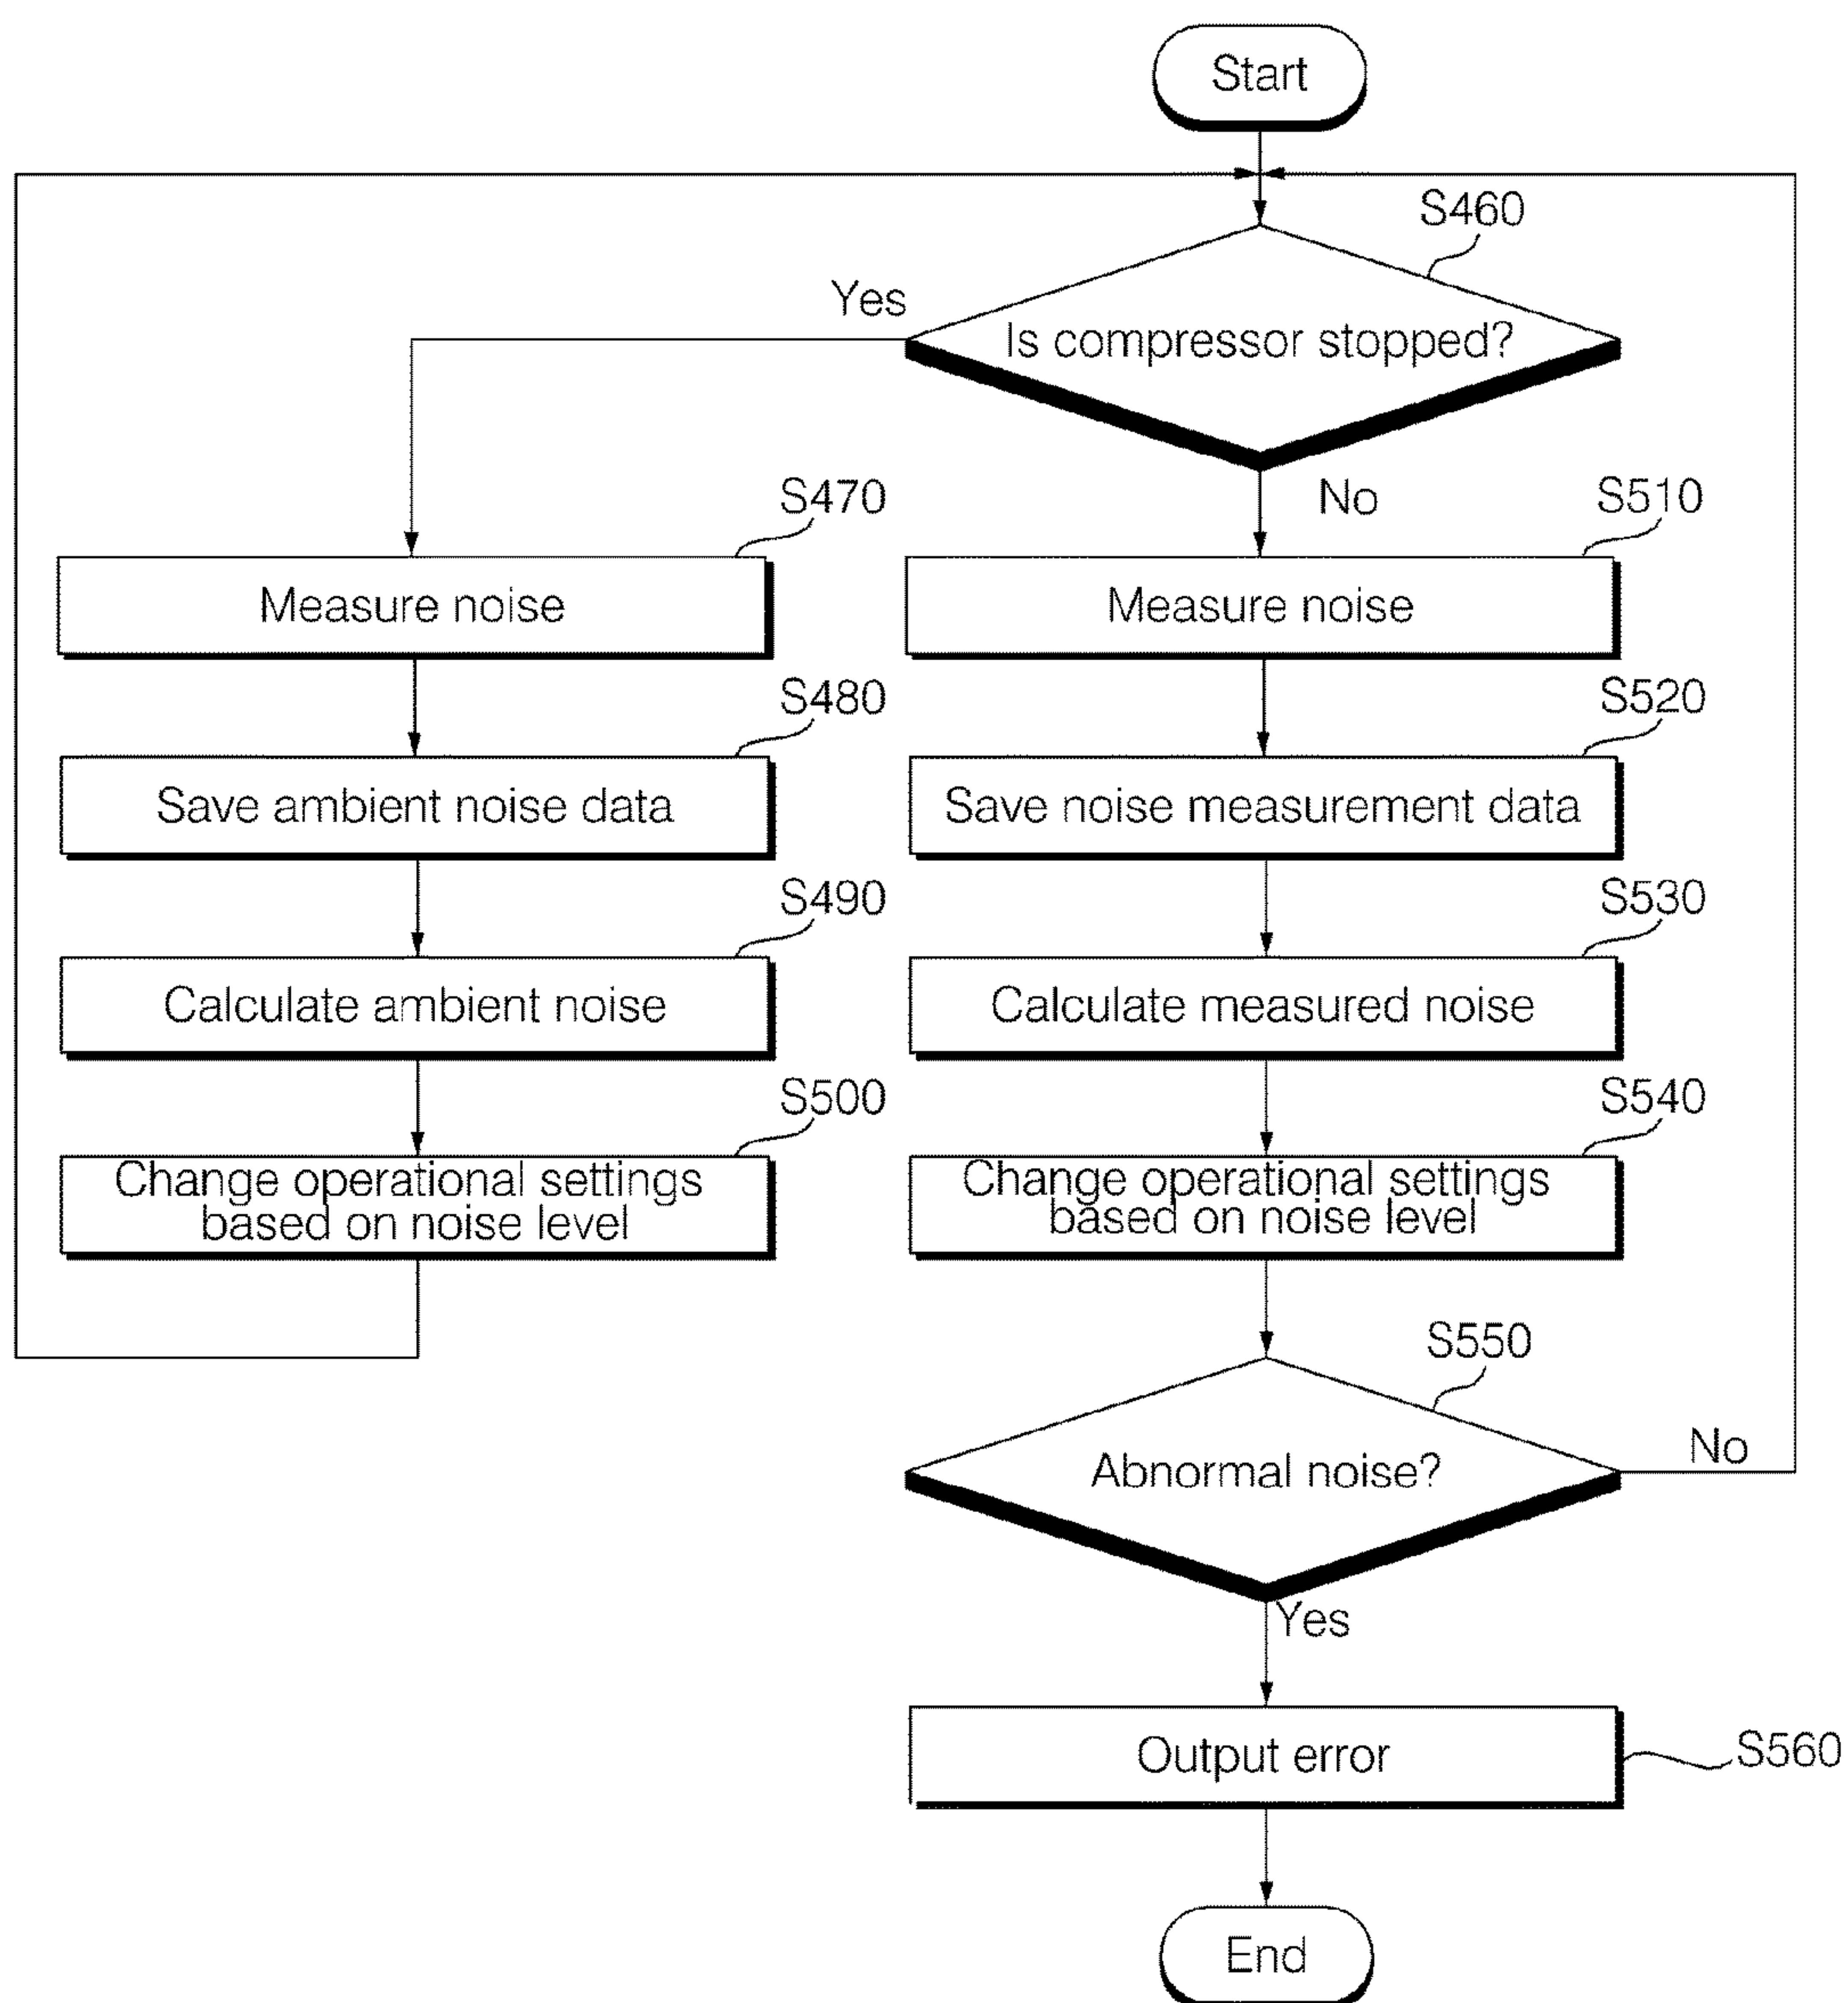 Start
S460
Yes
Is compressor stopped?
No
S470
S510
Measure noise
Measure noise
S480
S520
Save ambient noise data
Save noise measurement data
S490
S530
Calculate ambient noise
Calculate measured noise
S500
S540
Change operational settings
based on noise level
Change operational settings
based on noise level
S550
Abnormal noise?
No
Yes
Output error
S560
End